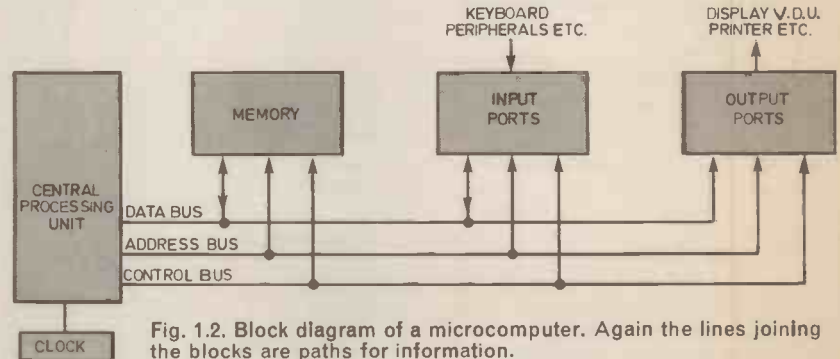 KEYBOARD
PERIPHERALS ETC.
DISPLAY V.D.U.
PRINTER ETC.
MEMORY
INPUT
PORTS
OUTPUT
PORTS
CENTRAL
PROCESSING
UNIT
DATA BUS
ADDRESS BUS
CONTROL BUS
CLOCK
Fig. 1.2. Block diagram of a microcomputer. Again the lines joining
the blocks are paths for information.